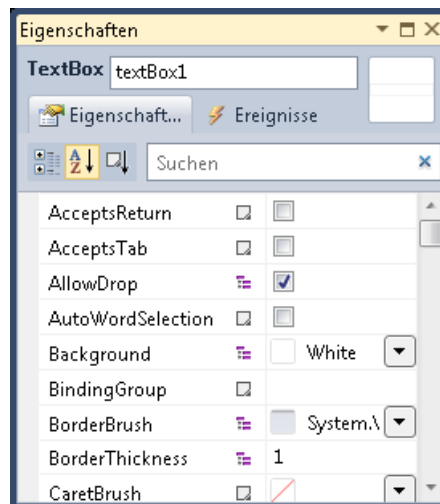 Eigenschaften
TextBox textBox1
Eigenschaft... Ereignisse
Suchen
AcceptsReturn
AcceptsTab
AllowDrop
AutoWordSelection
Background White
BindingGroup
BorderBrush System.\
BorderThickness 1
CaretBrush